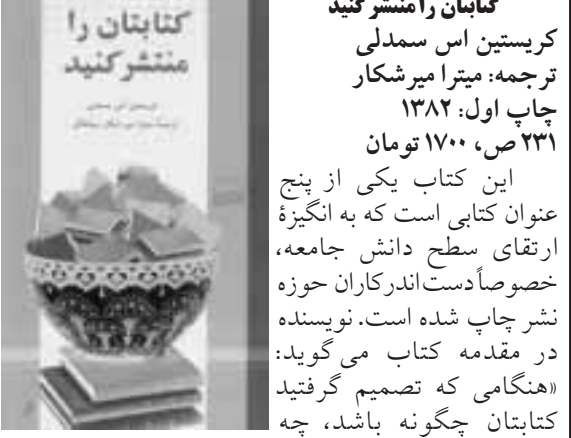 کتابتان را منتشر کنید
کریستین اس سمدلی
ترجمه: میترا میرشکار
چاپ اول: ۱۳۸۲
۲۳۱ ص، ۱۷۰۰ تومان
این کتاب یکی از پنج
عنوان کتابی است که به انگیزهٔ
ارتقای سطح دانش جامعه،
خصوصاً دست‌اندرکاران حوزه
نشر چاپ شده است. نویسنده
در مقدمه کتاب می‌گوید:
«هنگامی که تصمیم گرفتید
کتابتان چگونه باشد، چه
کتابتان را
منتشر کنید